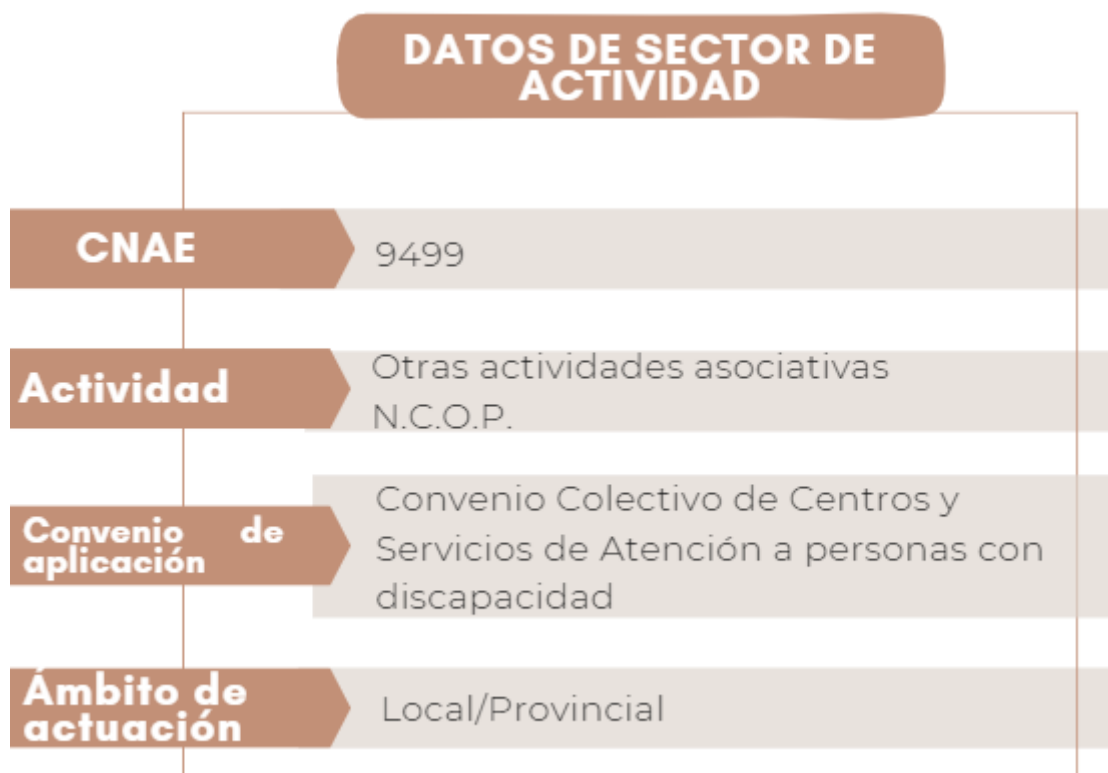 DATOS DE SECTOR DE
ACTIVIDAD
CNAE
9499
Actividad
Otras actividades asociativas
N.C.O.P.
Convenio de
aplicación
Convenio Colectivo de Centros y
Servicios de Atención a personas con
discapacidad
Ámbito de
actuación
Local/Provincial